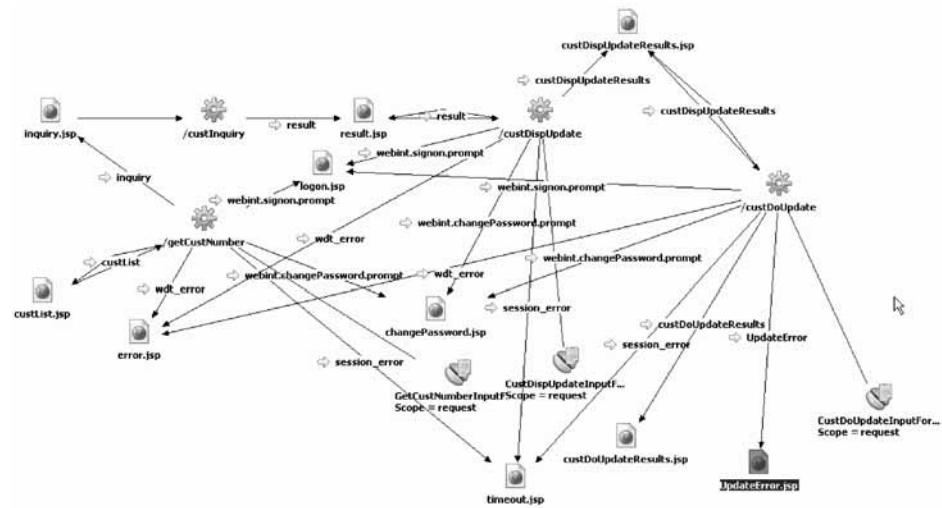 custDispUpdateResults.jsp
custDispUpdateResults
inquiry.jsp
/custInquiry
result
result.jsp
result
/custDispUpdate
custDispUpdateResults
webint.signon.prompt
inquiry
logon.jsp
webint.signon.prompt
webint.signon.prompt
/custDoUpdate
webint.changePassword.prompt
/getCustNumber
wdt_error
custList
webint.changePassword.prompt
wdt_error
webint.changePassword.prompt
wdt_error
custList.jsp
session_error
changePassword.jsp
custDoUpdateResults
error.jsp
UpdateError
session_error
session_error
CustDispUpdateInputF...
Scope = request
GetCustNumberInputF
Scope = request
CustDoUpdateInputFor...
Scope = request
custDoUpdateResults.jsp
UpdateError.jsp
timeout.jsp